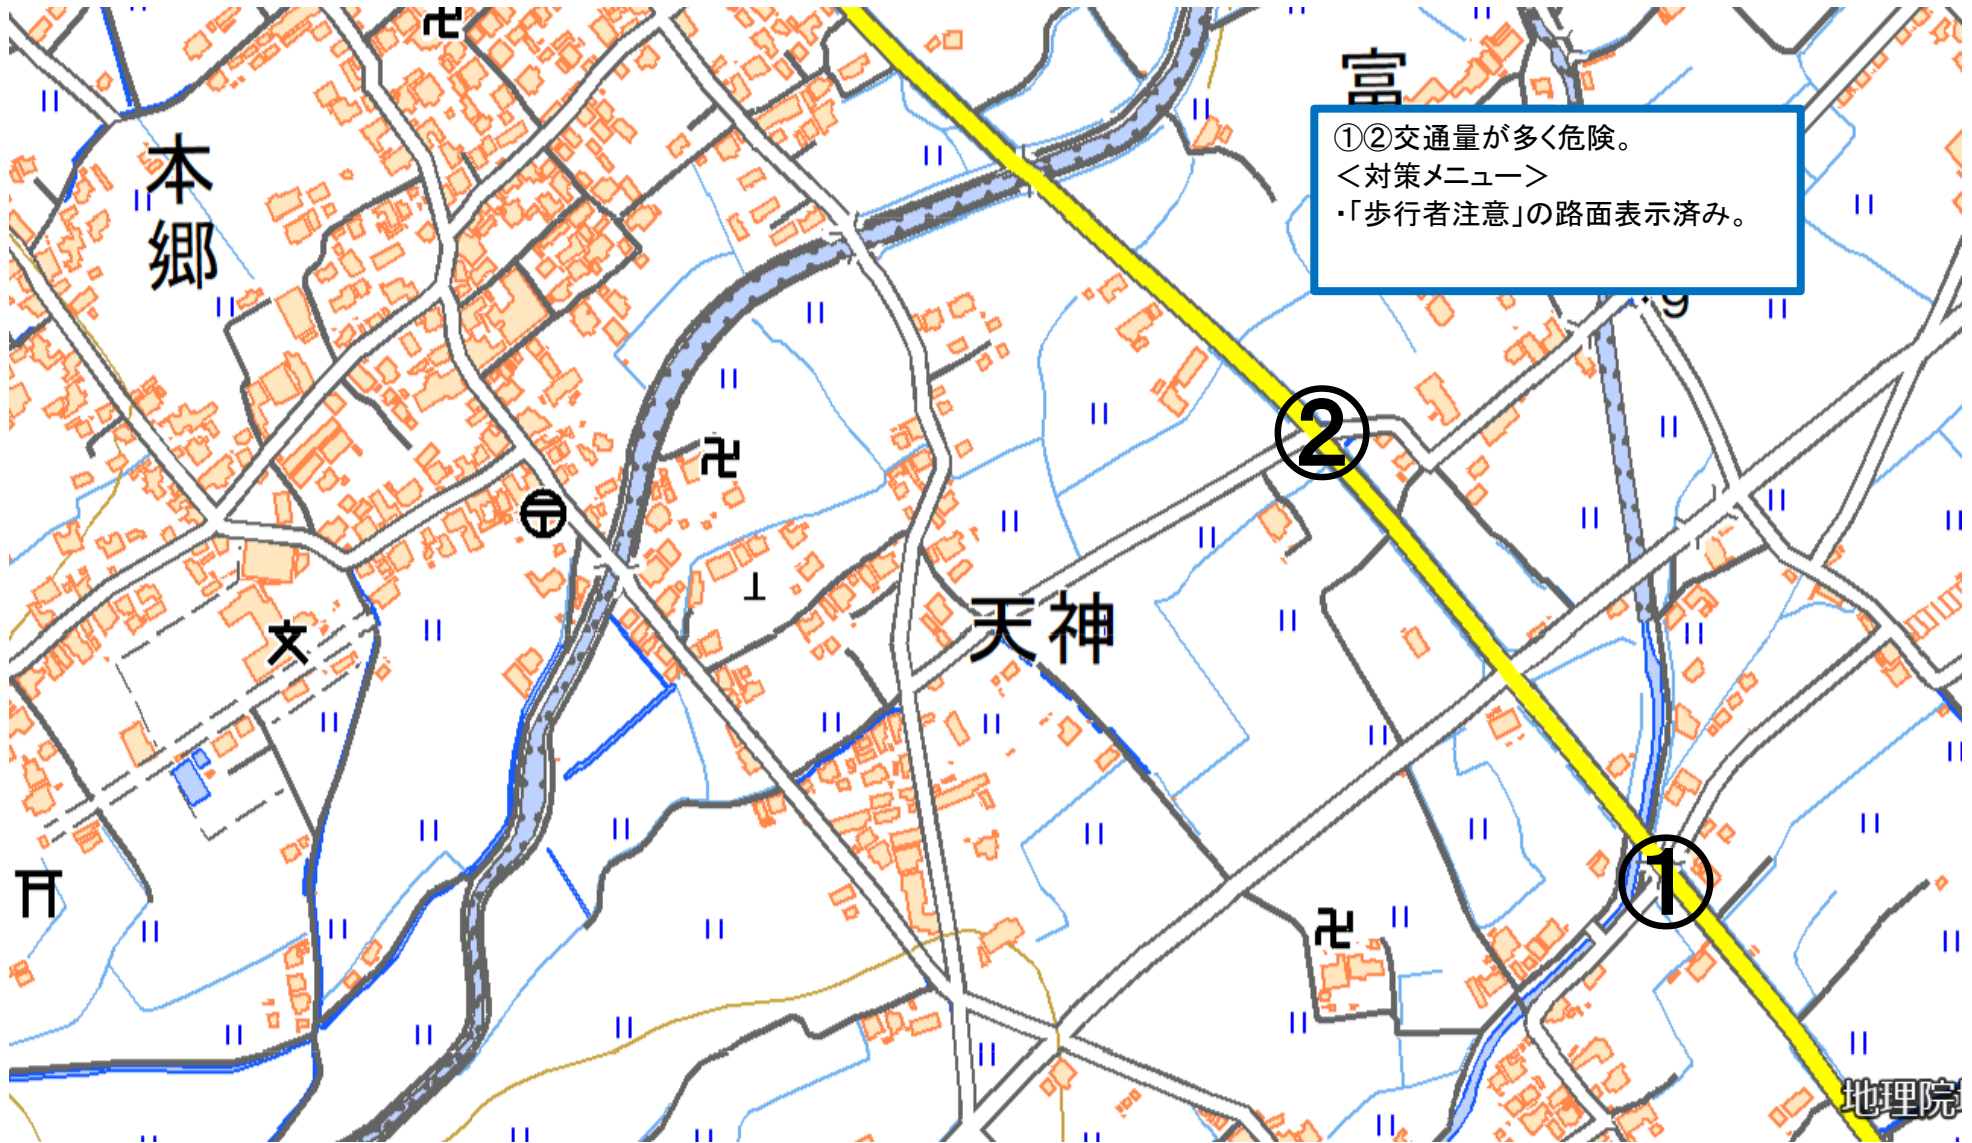 富
①②交通量が多く危険。
＜対策メニュー＞
・「歩行者注意」の路面表示済み。
本
郷
②
天神
①
地理院